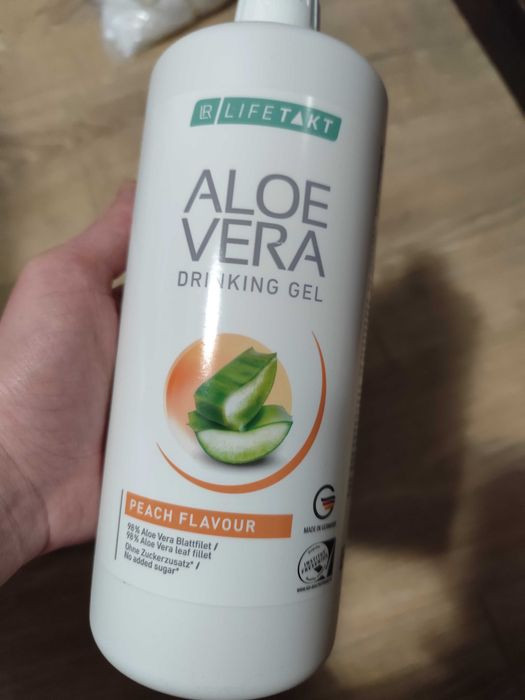 LR LIFETAKT
ALOE
VERA
DRINKING GEL
PEACH FLAVOUR
98% Aloe Vera Blattfilet /
98% Aloe Vera leaf fillet
Ohne Zuckerzusatz* /
No added sugar*
MADE IN GERMANY